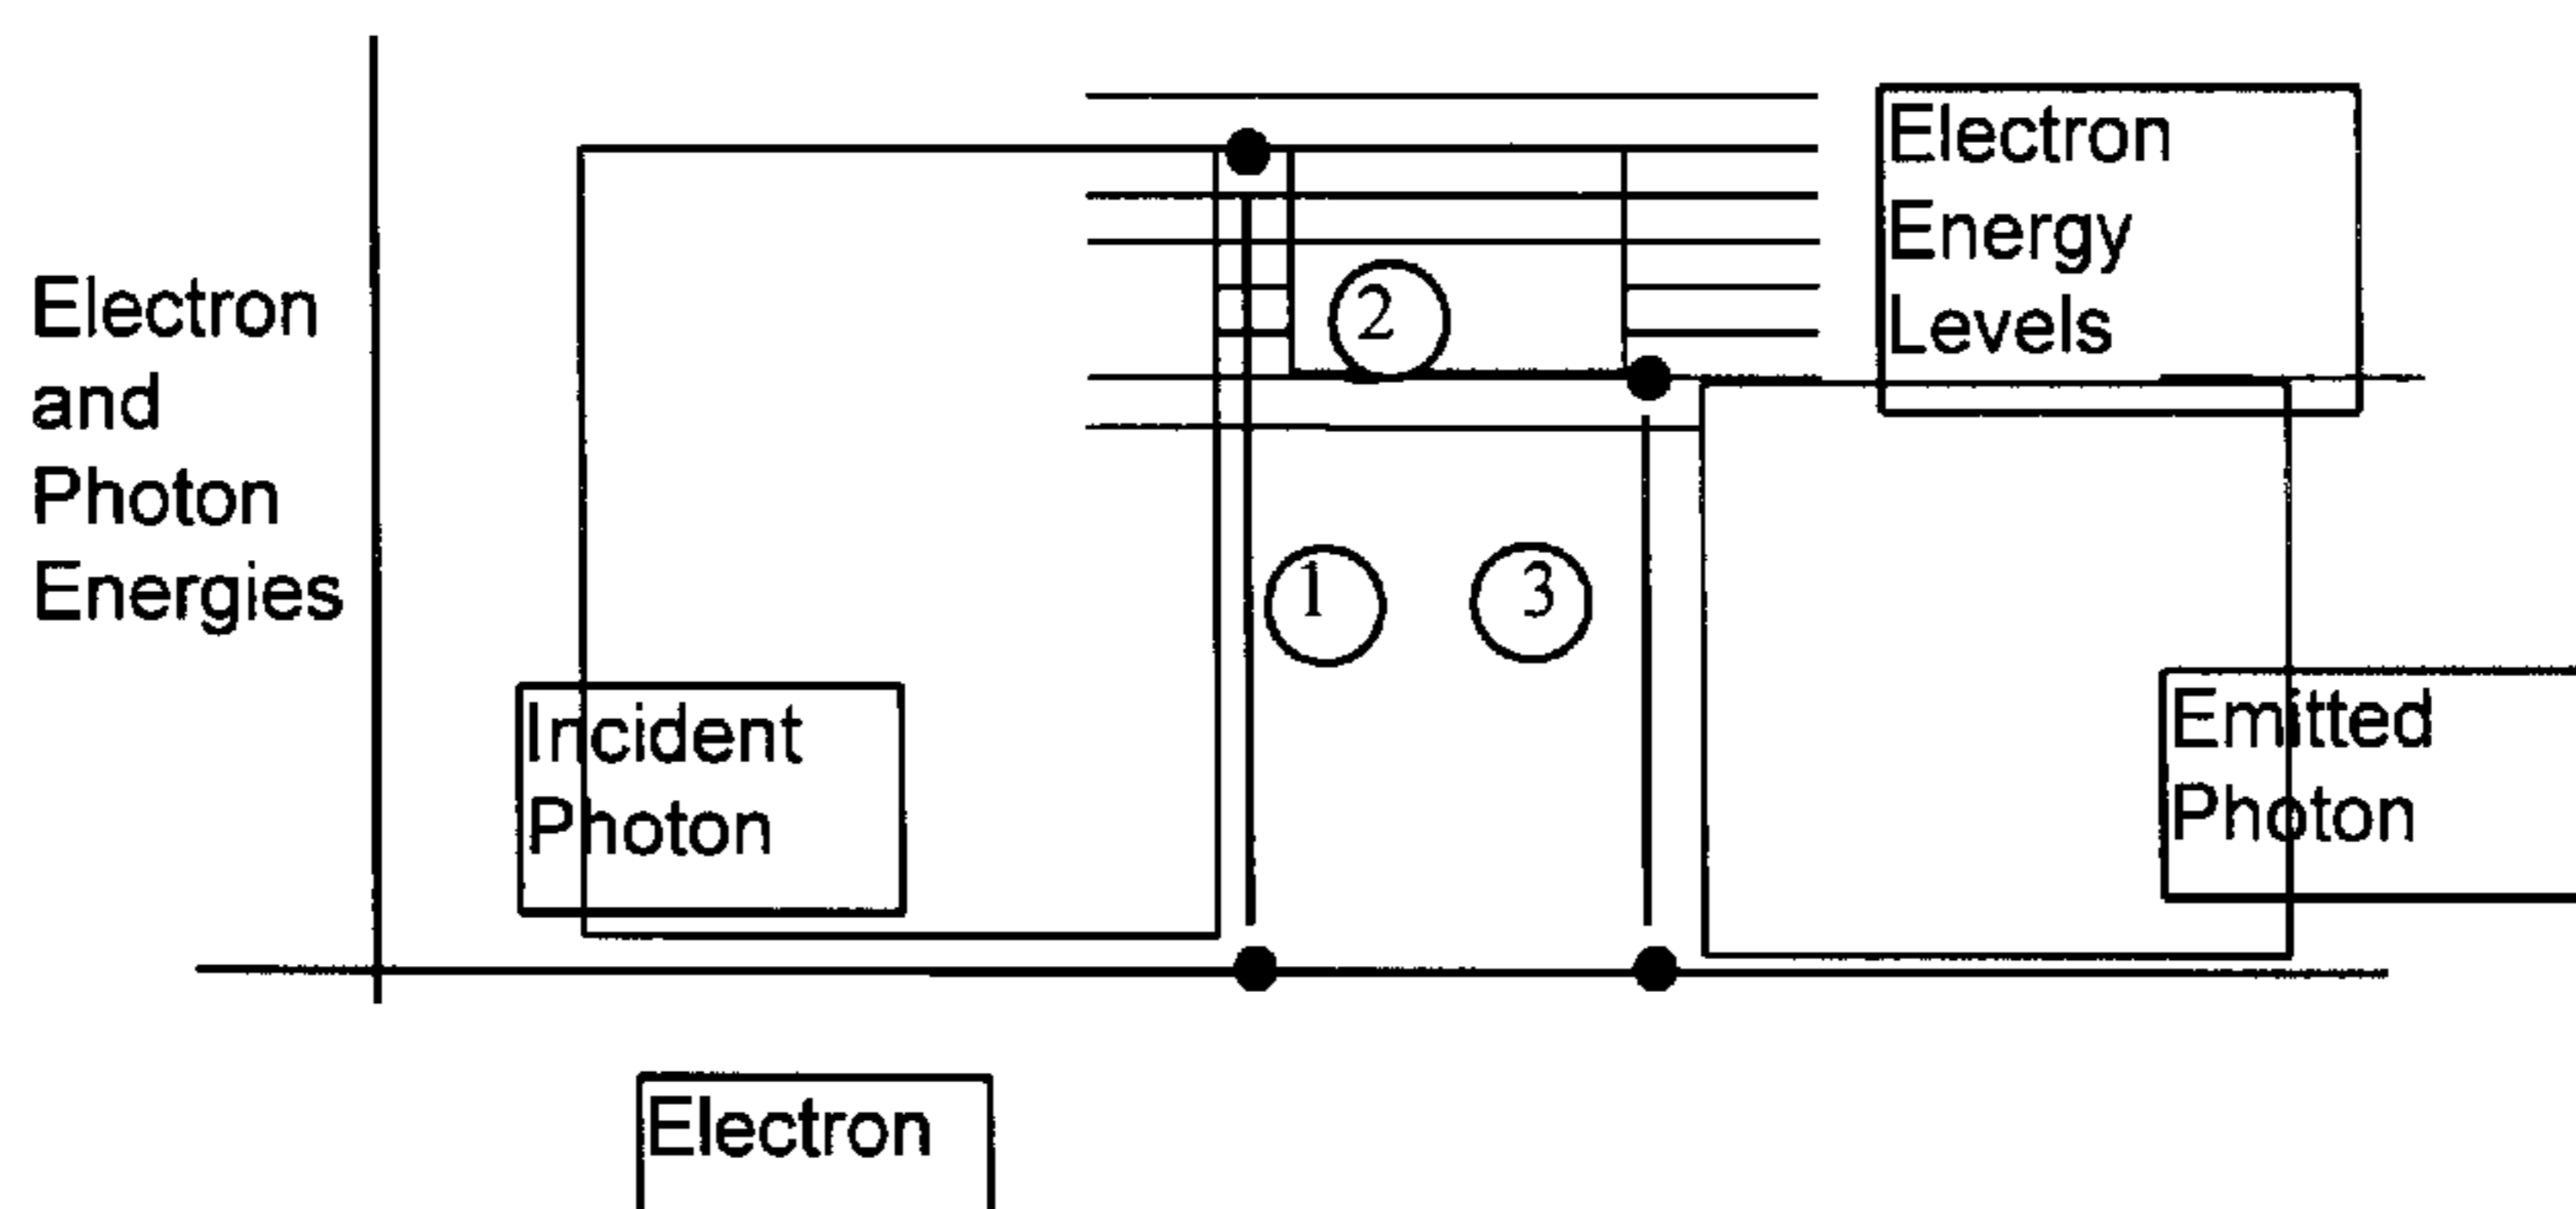 Electron
and
Photon
Energies
Electron
Energy
Levels
2
1
3
Incident
Photon
Emitted
Photon
Electron